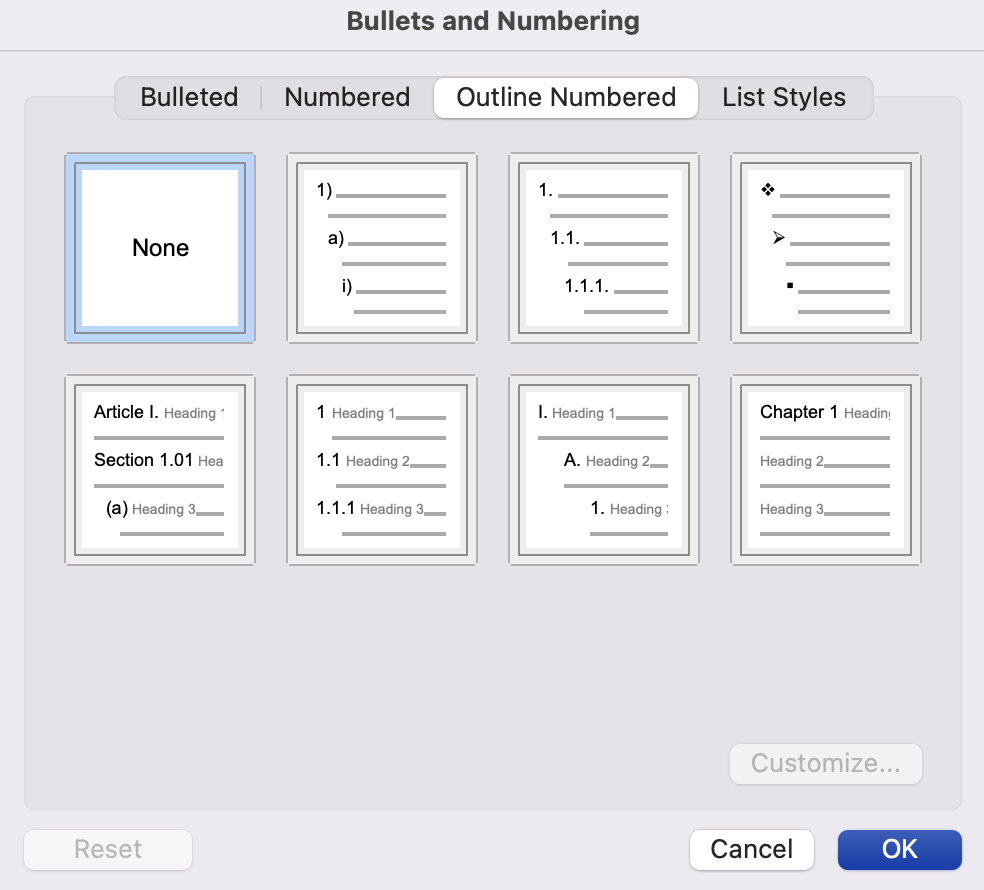 Bullets and Numbering
Bulleted Numbered Outline Numbered List Styles
None
1)
a)
i)
1.
1.1.
1.1.1.
❖
➢
▪
Article I. Heading 1
Section 1.01 Hea
(a) Heading 3
1 Heading 1
1.1 Heading 2
1.1.1 Heading 3
I. Heading 1
A. Heading 2
1. Heading
Chapter 1 Heading
Heading 2
Heading 3
Customize...
Reset Cancel OK